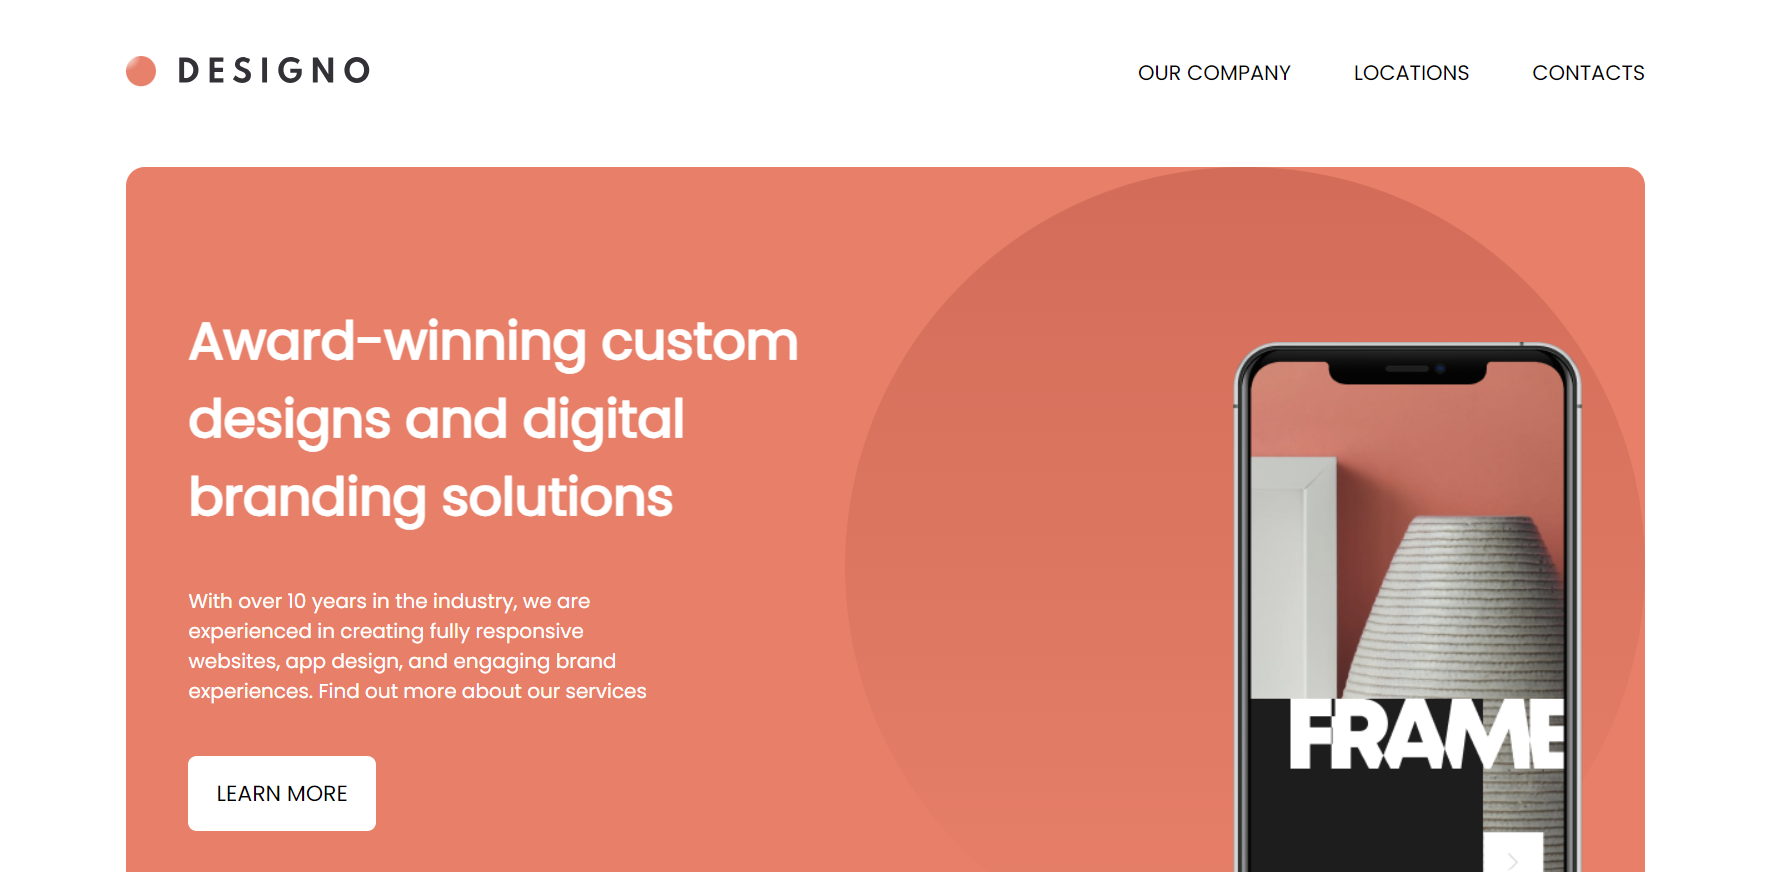 DESIGNO
OUR COMPANY
LOCATIONS
CONTACTS
Award-winning custom
designs and digital
branding solutions
With over 10 years in the industry, we are
experienced in creating fully responsive
websites, app design, and engaging brand
experiences. Find out more about our services
LEARN MORE
FRAME